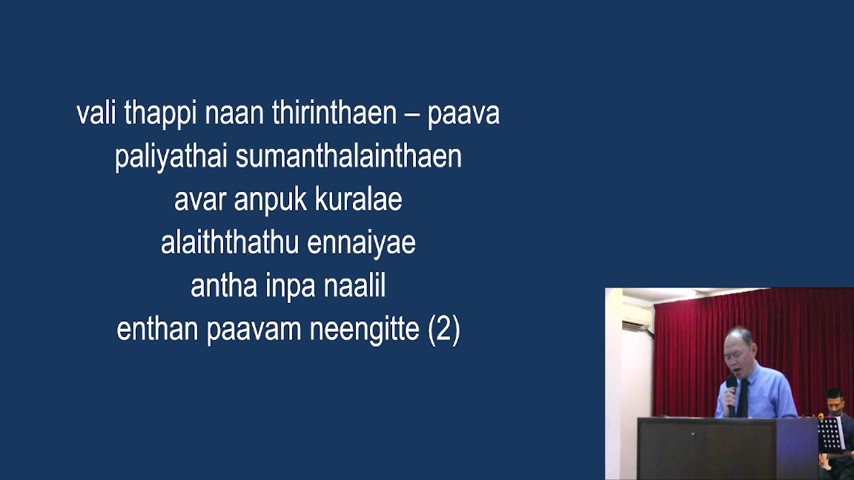 vali thappi naan thirinthaen – paava
paliyathai sumanthalainthaen
avar anpuk kuralae
alaiththathu ennaiyae
antha inpa naalil
enthan paavam neengitte (2)